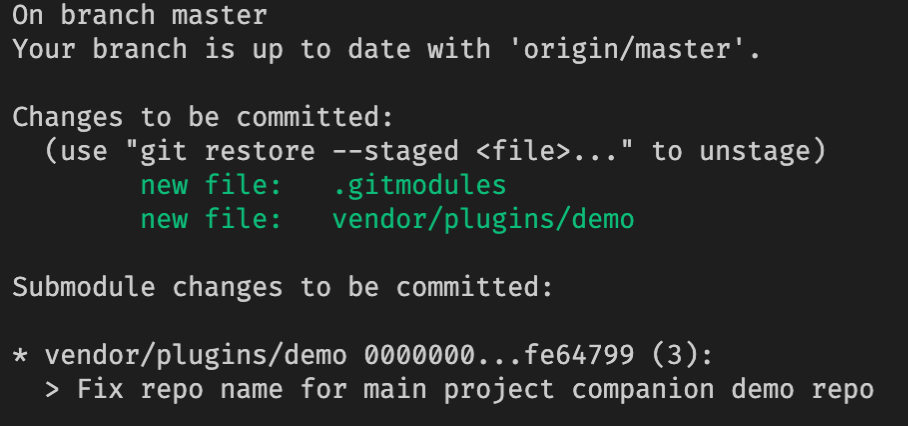 On branch master
Your branch is up to date with 'origin/master'.
Changes to be committed:
(use "git restore --staged <file>..." to unstage)
new file: .gitmodules
new file: vendor/plugins/demo
Submodule changes to be committed:
* vendor/plugins/demo 0000000...fe64799 (3):
> Fix repo name for main project companion demo repo